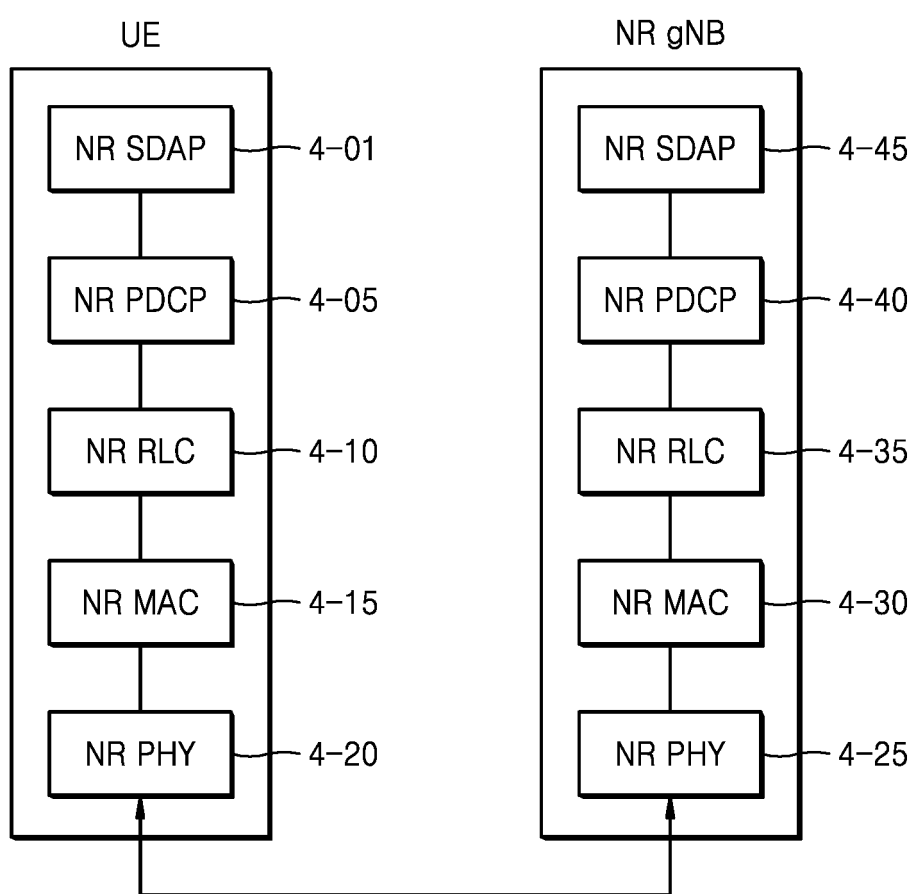 UE NR gNB
NR SDAP 4-01 NR SDAP 4-45
NR PDCP 4-05 NR PDCP 4-40
NR RLC 4-10 NR RLC 4-35
NR MAC 4-15 NR MAC 4-30
NR PHY 4-20 NR PHY 4-25